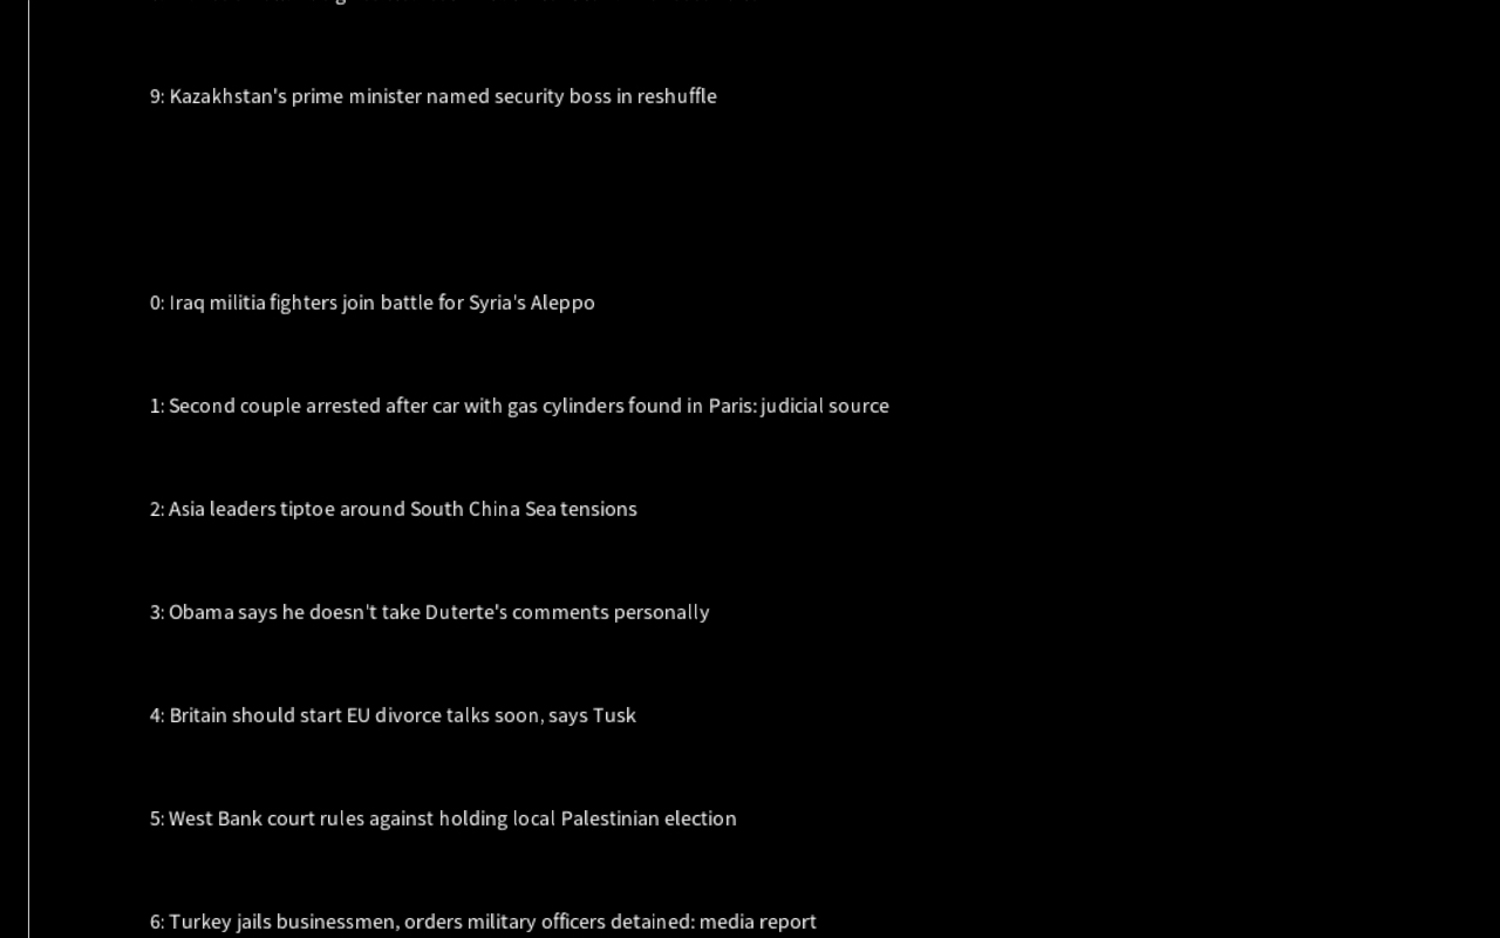 9: Kazakhstan's prime minister named security boss in reshuffle
0: Iraq militia fighters join battle for Syria's Aleppo
1: Second couple arrested after car with gas cylinders found in Paris: judicial source
2: Asia leaders tiptoe around South China Sea tensions
3: Obama says he doesn't take Duterte's comments personally
4: Britain should start EU divorce talks soon, says Tusk
5: West Bank court rules against holding local Palestinian election
6: Turkey jails businessmen, orders military officers detained: media report